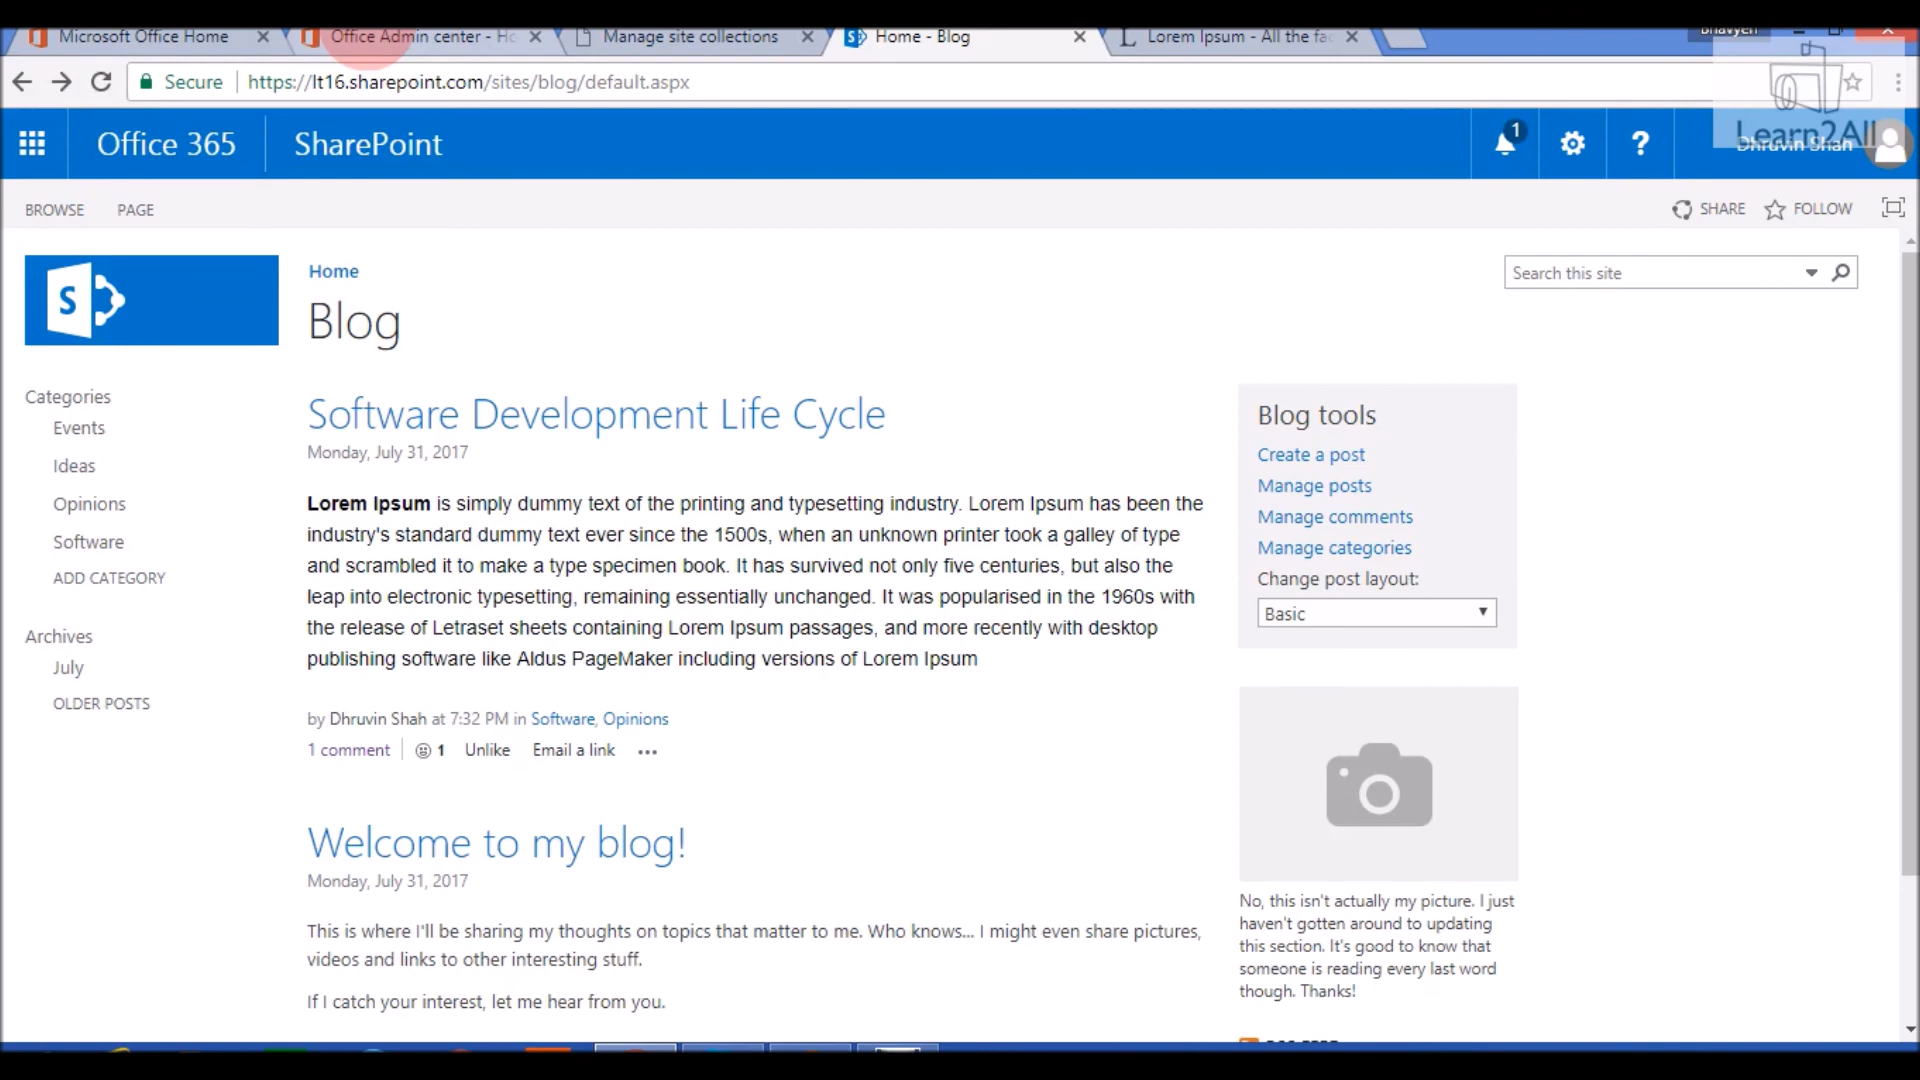 Microsoft Office Home
Office Admin center - Ho
Manage site collections
Home - Blog
Lorem Ipsum - All the fac
Bhavyen
Secure
https://lt16.sharepoint.com/sites/blog/default.aspx
Learn2All
Office 365
SharePoint
1
?
Dhruvin Shah
BROWSE
PAGE
SHARE
FOLLOW
S
Home
Blog
Search this site
Categories
Events
Ideas
Opinions
Software
ADD CATEGORY
Archives
July
OLDER POSTS
Software Development Life Cycle
Monday, July 31, 2017
Lorem Ipsum is simply dummy text of the printing and typesetting industry. Lorem Ipsum has been the
industry's standard dummy text ever since the 1500s, when an unknown printer took a galley of type
and scrambled it to make a type specimen book. It has survived not only five centuries, but also the
leap into electronic typesetting, remaining essentially unchanged. It was popularised in the 1960s with
the release of Letraset sheets containing Lorem Ipsum passages, and more recently with desktop
publishing software like Aldus PageMaker including versions of Lorem Ipsum
by Dhruvin Shah at 7:32 PM in Software, Opinions
1 comment
1
Unlike
Email a link
...
Welcome to my blog!
Monday, July 31, 2017
This is where I'll be sharing my thoughts on topics that matter to me. Who knows... I might even share pictures,
videos and links to other interesting stuff.
If I catch your interest, let me hear from you.
Blog tools
Create a post
Manage posts
Manage comments
Manage categories
Change post layout:
Basic
No, this isn't actually my picture. I just
haven't gotten around to updating
this section. It's good to know that
someone is reading every last word
though. Thanks!